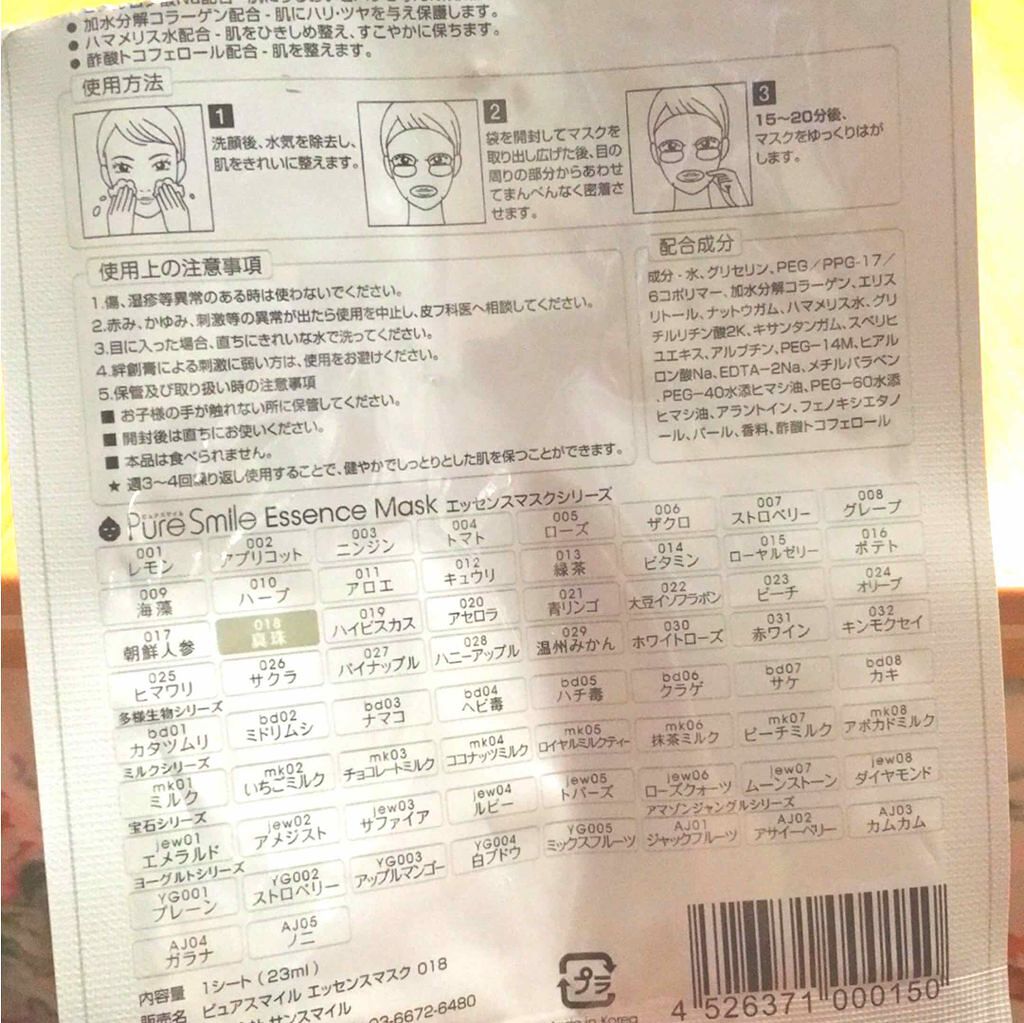 加水分解コラーゲン配合 - 肌にハリ・ツヤを与え保護します。
ハマメリス水配合 - 肌をひきしめ整え、すこやかに保ちます。
酢酸トコフェロール配合 - 肌を整えます。
使用方法
1
洗顔後、水気を除去し、
肌をきれいに整えます。
2
袋を開封してマスクを
取り出し広げた後、目の
周りの部分からあわせ
てまんべんなく密着さ
せます。
3
15〜20分後、
マスクをゆっくりはが
します。
使用上の注意事項
1.傷、湿疹等異常のある時は使わないでください。
2.赤み、かゆみ、刺激等の異常が出たら使用を中止し、皮フ科医へ相談してください。
3.目に入った場合、直ちにきれいな水で洗ってください。
4.絆創膏による刺激に弱い方は、使用をお避けください。
5.保管及び取り扱い時の注意事項
■ お子様の手が触れない所に保管してください。
■ 開封後は直ちにお使いください。
■ 本品は食べられません。
★ 週3〜4回繰り返し使用することで、健やかでしっとりとした肌を保つことができます。
配合成分
成分 - 水、グリセリン、PEG/PPG-17/
6コポリマー、加水分解コラーゲン、エリス
リトール、ナットウガム、ハマメリス水、グリ
チルリチン酸2K、キサンタンガム、スベリヒ
ユエキス、アルブチン、PEG-14M、ヒアル
ロン酸Na、EDTA-2Na、メチルパラベン
、PEG-40水添ヒマシ油、PEG-60水添
ヒマシ油、アラントイン、フェノキシエタノ
ール、パール、香料、酢酸トコフェロール
ピュアスマイル
Pure Smile Essence Mask エッセンスマスクシリーズ
001 002 003 004 005 006 007 008
レモン アプリコット ニンジン トマト ローズ ザクロ ストロベリー グレープ
009 010 011 012 013 014 015 016
海藻 ハーブ アロエ キュウリ 緑茶 ビタミン ローヤルゼリー ポテト
017 018 019 020 021 022 023 024
朝鮮人参 真珠 ハイビスカス アセロラ 青リンゴ 大豆イソフラボン ピーチ オリーブ
025 026 027 028 029 030 031 032
ヒマワリ サクラ パイナップル ハニーアップル 温州みかん ホワイトローズ 赤ワイン キンモクセイ
多様生物シリーズ
bd01 bd02 bd03 bd04 bd05 bd06 bd07 bd08
カタツムリ ミドリムシ ナマコ ヘビ毒 ハチ毒 クラゲ サケ カキ
ミルクシリーズ
mk01 mk02 mk03 mk04 mk05 mk06 mk07 mk08
ミルク いちごミルク チョコレートミルク ココナッツミルク ロイヤルミルクティー 抹茶ミルク ピーチミルク アボカドミルク
宝石シリーズ
jew01 jew02 jew03 jew04 jew05 jew06 jew07 jew08
エメラルド アメジスト サファイア ルビー トパーズ ローズクォーツ ムーンストーン ダイヤモンド
ヨーグルトシリーズ アマゾンジャングルシリーズ
YG001 YG002 YG003 YG004 YG005 AJ01 AJ02 AJ03
プレーン ストロベリー アップルマンゴー 白ブドウ ミックスフルーツ ジャックフルーツ アサイーベリー カムカム
AJ04 AJ05
ガラナ ノニ
内容量 1シート(23ml)
販売名 ピュアスマイル エッセンスマスク 018
サンスマイル
03-6672-6480
プラ
4 526371 000150